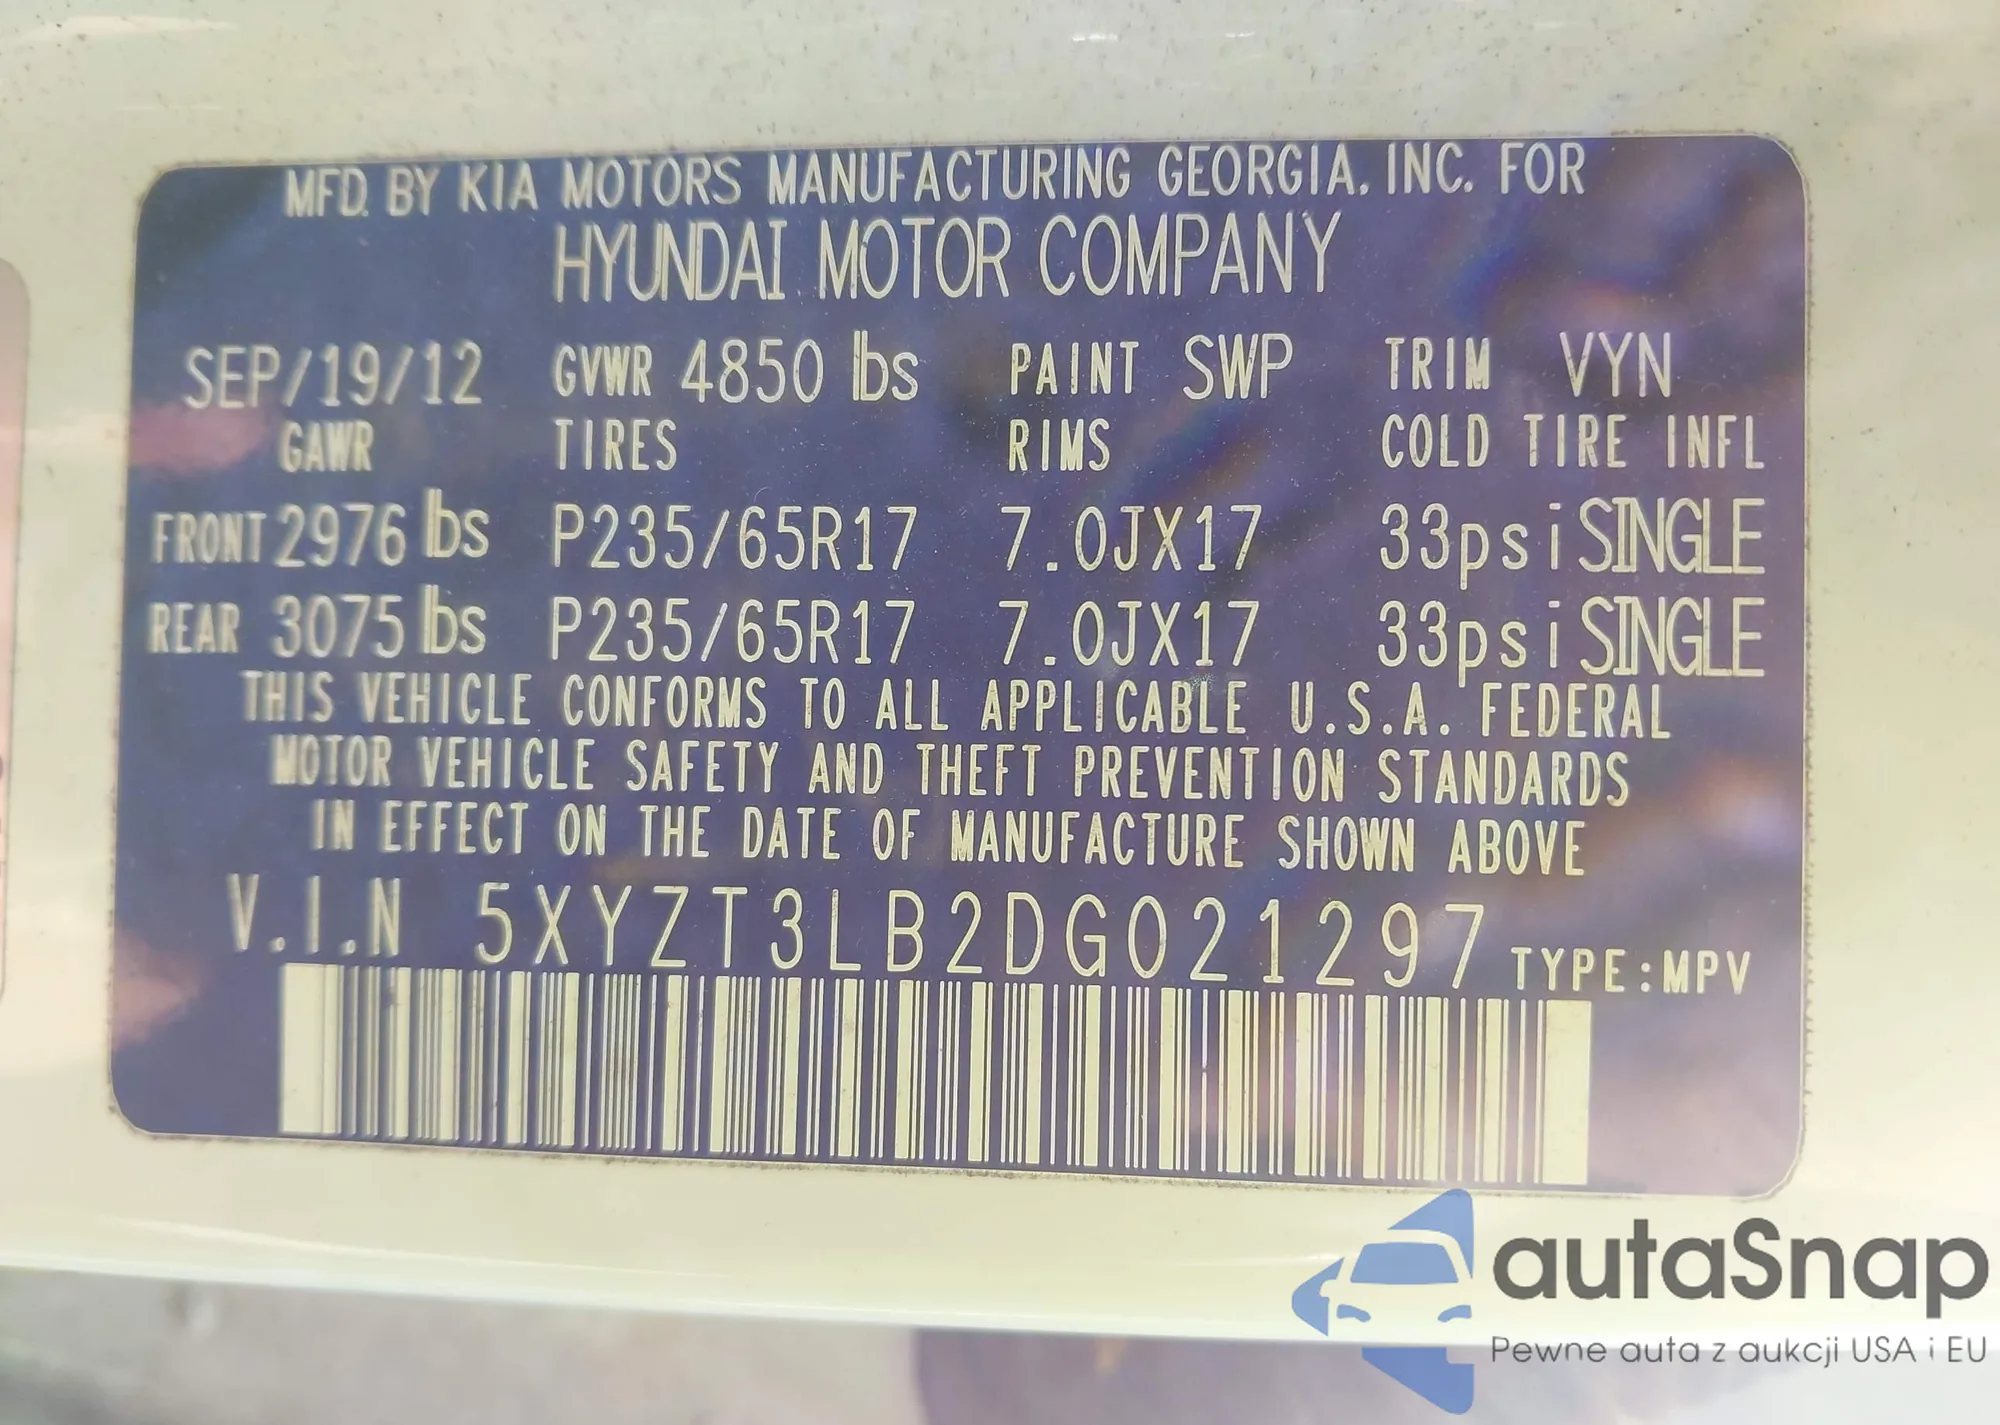 MFD. BY KIA MOTORS MANUFACTURING GEORGIA, INC. FOR
HYUNDAI MOTOR COMPANY
SEP/19/12 GVWR 4850 lbs PAINT SWP TRIM VYN
GAWR TIRES RIMS COLD TIRE INFL
FRONT 2976 lbs P235/65R17 7.0JX17 33psi SINGLE
REAR 3075 lbs P235/65R17 7.0JX17 33psi SINGLE
THIS VEHICLE CONFORMS TO ALL APPLICABLE U.S.A. FEDERAL
MOTOR VEHICLE SAFETY AND THEFT PREVENTION STANDARDS
IN EFFECT ON THE DATE OF MANUFACTURE SHOWN ABOVE
V.I.N 5XYZT3LB2DG021297 TYPE:MPV
autaSnap
Pewne auta z aukcji USA i EU